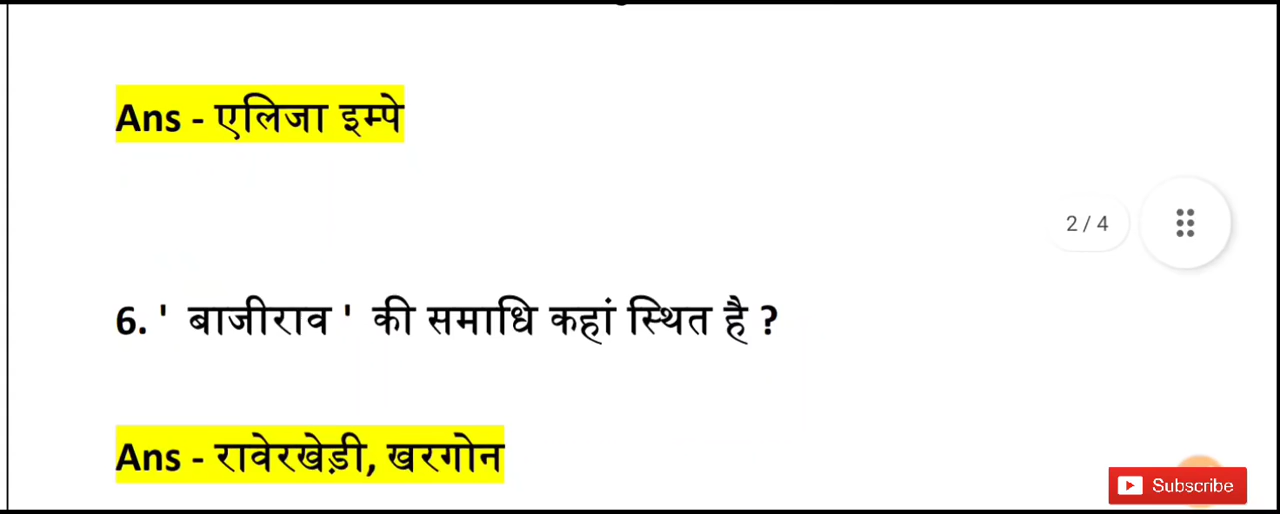 Ans - एलिजा इम्पे
2 / 4
6. ' बाजीराव ' की समाधि कहां स्थित है ?
Ans - रावेरखेड़ी, खरगोन
Subscribe